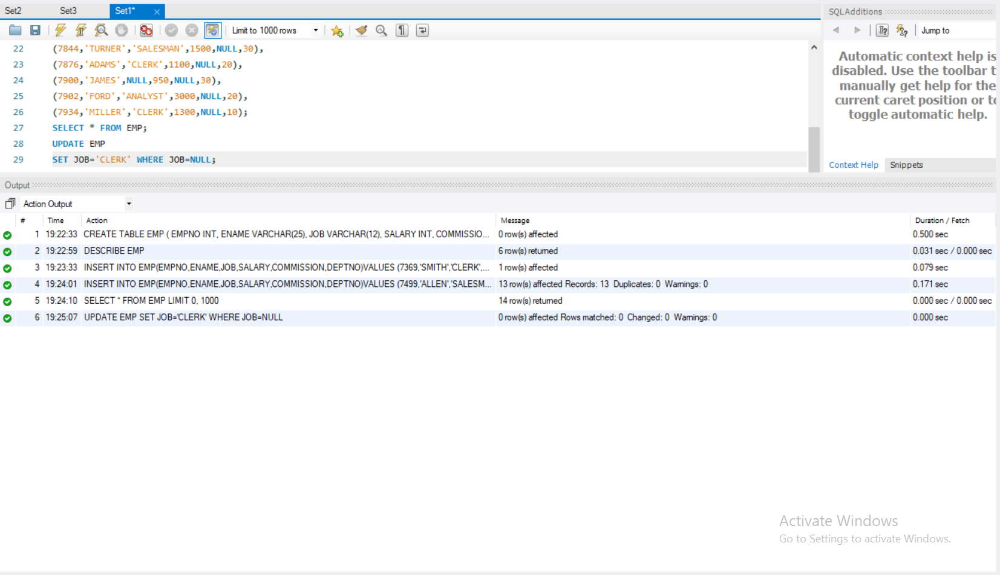 Set2 Set3 Set1* ×
Limit to 1000 rows
22 (7844,'TURNER','SALESMAN',1500,NULL,30),
23 (7876,'ADAMS','CLERK',1100,NULL,20),
24 (7900,'JAMES',NULL,950,NULL,30),
25 (7902,'FORD','ANALYST',3000,NULL,20),
26 (7934,'MILLER','CLERK',1300,NULL,10);
27 SELECT * FROM EMP;
28 UPDATE EMP
29 SET JOB='CLERK' WHERE JOB=NULL;
SQLAdditions
Jump to
Automatic context help is
disabled. Use the toolbar t
manually get help for the
current caret position or to
toggle automatic help.
Context Help Snippets
Output
Action Output
# Time Action Message Duration / Fetch
1 19:22:33 CREATE TABLE EMP ( EMPNO INT, ENAME VARCHAR(25), JOB VARCHAR(12), SALARY INT, COMMISSIO... 0 row(s) affected 0.500 sec
2 19:22:59 DESCRIBE EMP 6 row(s) returned 0.031 sec / 0.000 sec
3 19:23:33 INSERT INTO EMP(EMPNO,ENAME,JOB,SALARY,COMMISSION,DEPTNO)VALUES (7369,'SMITH','CLERK',... 1 row(s) affected 0.079 sec
4 19:24:01 INSERT INTO EMP(EMPNO,ENAME,JOB,SALARY,COMMISSION,DEPTNO)VALUES (7499,'ALLEN','SALESM... 13 row(s) affected Records: 13 Duplicates: 0 Warnings: 0 0.171 sec
5 19:24:10 SELECT * FROM EMP LIMIT 0, 1000 14 row(s) returned 0.000 sec / 0.000 sec
6 19:25:07 UPDATE EMP SET JOB='CLERK' WHERE JOB=NULL 0 row(s) affected Rows matched: 0 Changed: 0 Warnings: 0 0.000 sec
Activate Windows
Go to Settings to activate Windows.